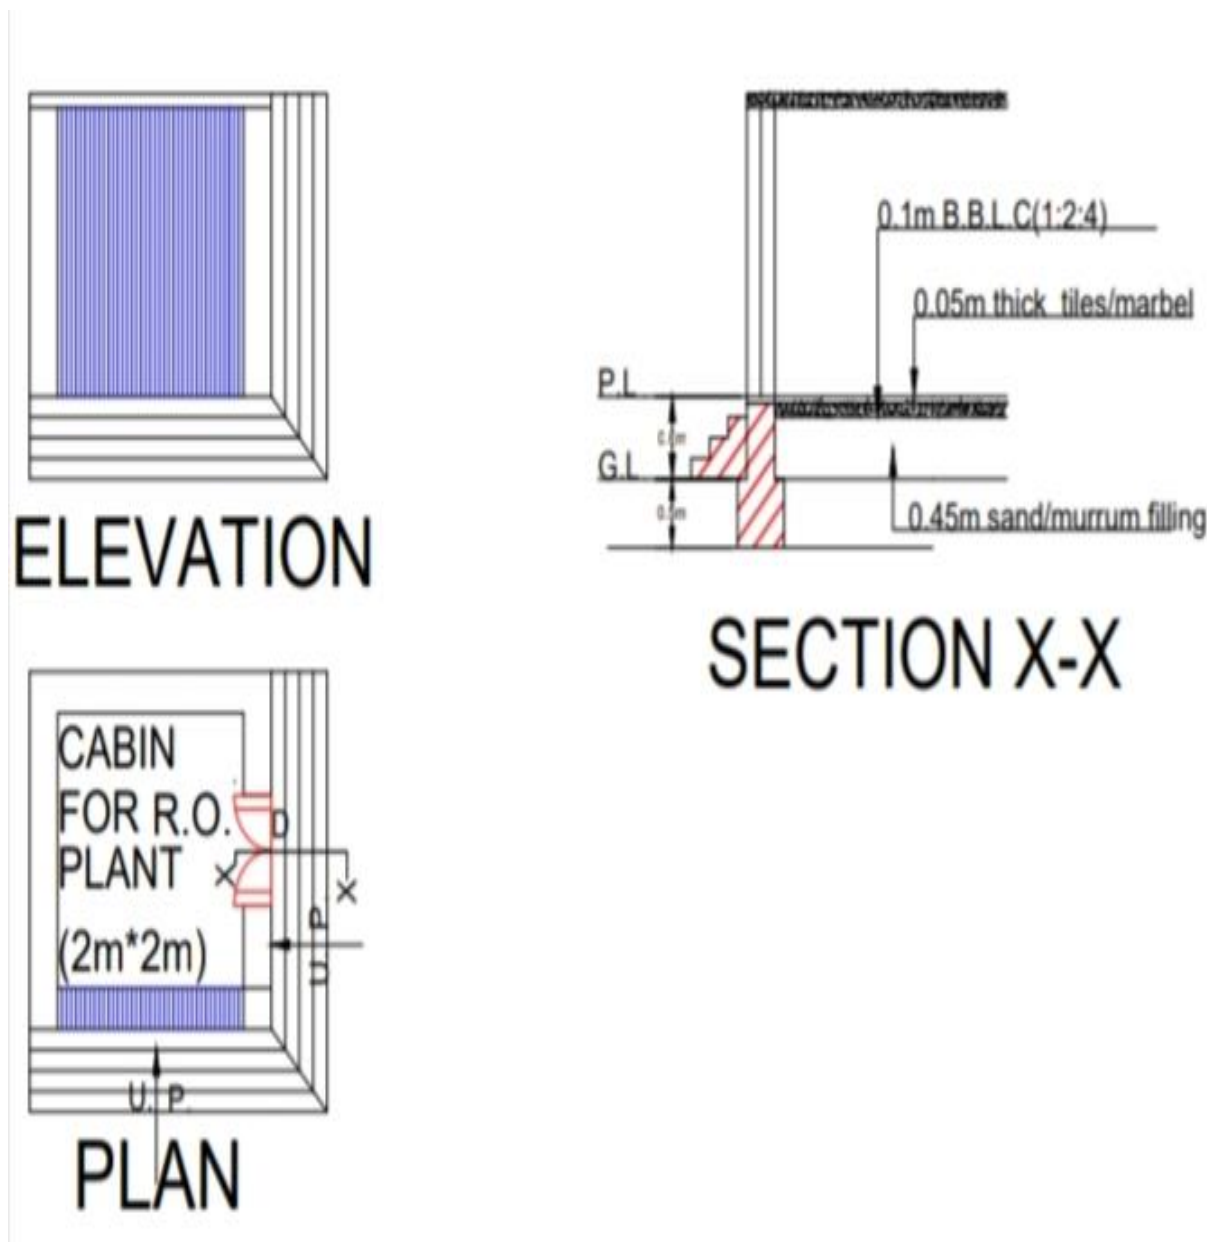 0.1m B.B.L.C(1:2:4)
0.05m thick tiles/marbel
P.L
G.L
0.45m sand/murrum filling
ELEVATION
SECTION X-X
CABIN
FOR R.O.
PLANT
(2m*2m)
D
X
X
U. P.
U. P.
PLAN